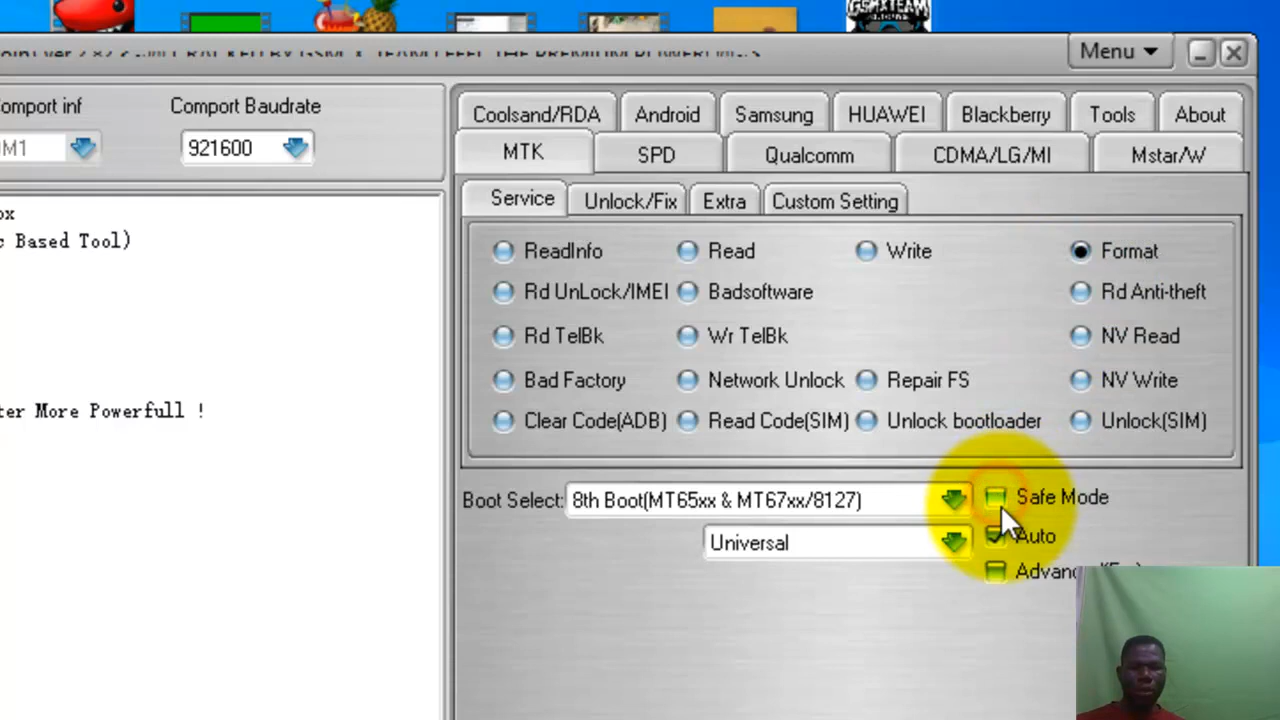 GSMXTEAM
Menu
omport inf
Comport Baudrate
M1
921600
Coolsand/RDA
Android
Samsung
HUAWEI
Blackberry
Tools
About
MTK
SPD
Qualcomm
CDMA/LG/MI
Mstar/W
Service
Unlock/Fix
Extra
Custom Setting
ox
c Based Tool)
ter More Powerfull !
ReadInfo
Read
Write
Format
Rd UnLock/IMEI
Badsoftware
Rd Anti-theft
Rd TelBk
Wr TelBk
NV Read
Bad Factory
Network Unlock
Repair FS
NV Write
Clear Code(ADB)
Read Code(SIM)
Unlock bootloader
Unlock(SIM)
Boot Select:
8th Boot(MT65xx & MT67xx/8127)
Safe Mode
Universal
Auto